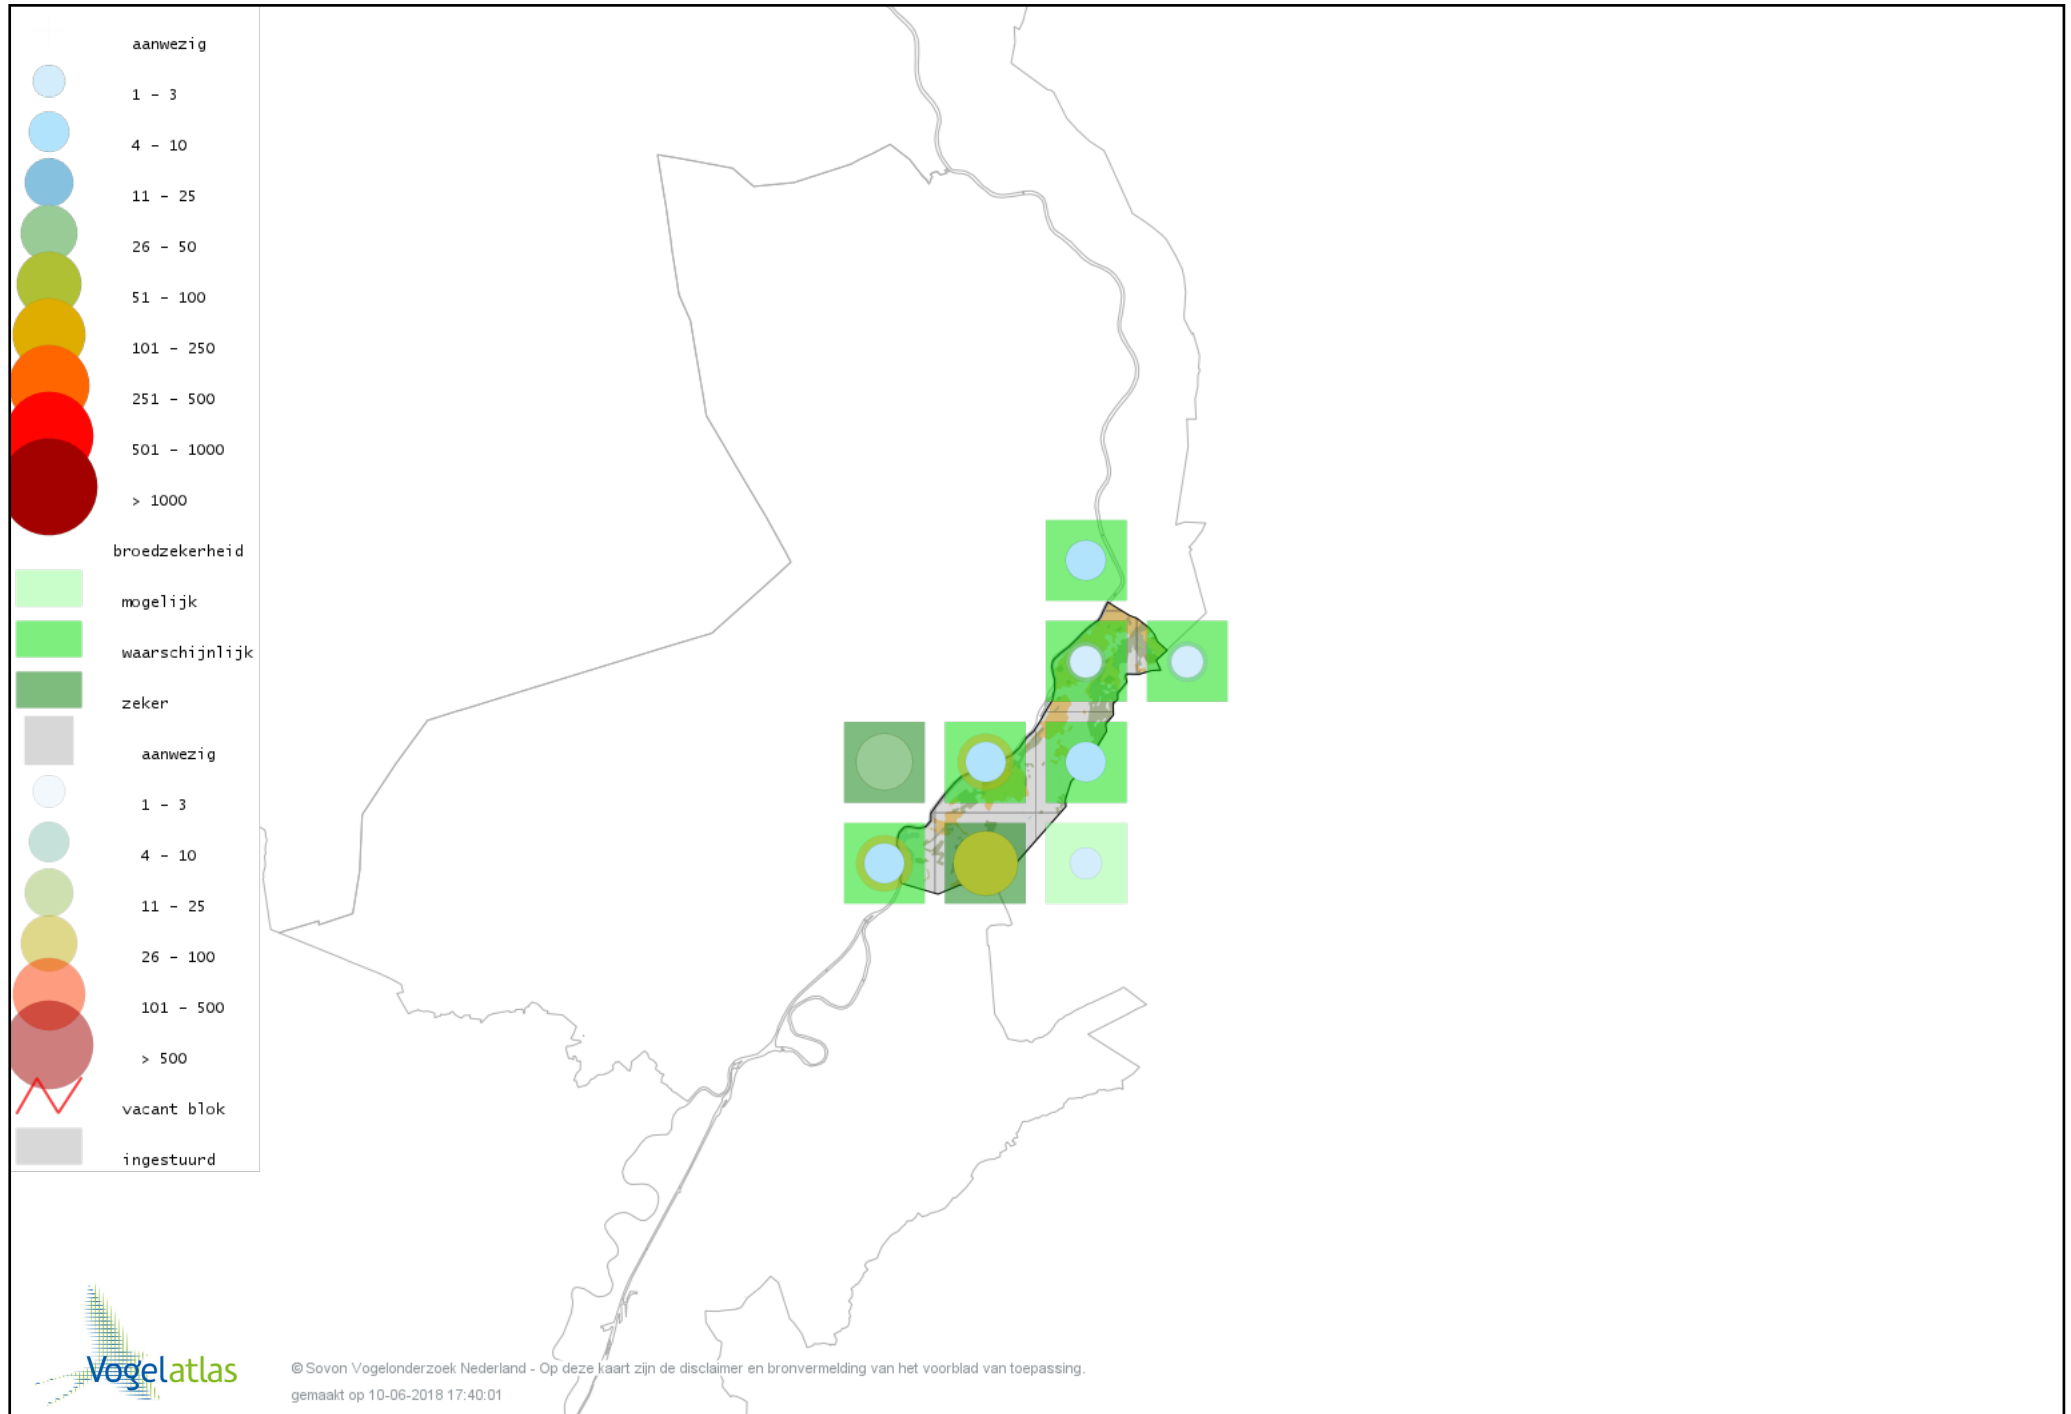 aanwezig
1 - 3
4 - 10
11 - 25
26 - 50
51 - 100
101 - 250
251 - 500
501 - 1000
> 1000
broedzekerheid
mogelijk
waarschijnlijk
zeker
aanwezig
1 - 3
4 - 10
11 - 25
26 - 100
101 - 500
> 500
vacant blok
ingestuurd
Vogelatlas
© Sovon Vogelonderzoek Nederland - Op deze kaart zijn de disclaimer en bronvermelding van het voorblad van toepassing.
gemaakt op 10-06-2018 17:40:01